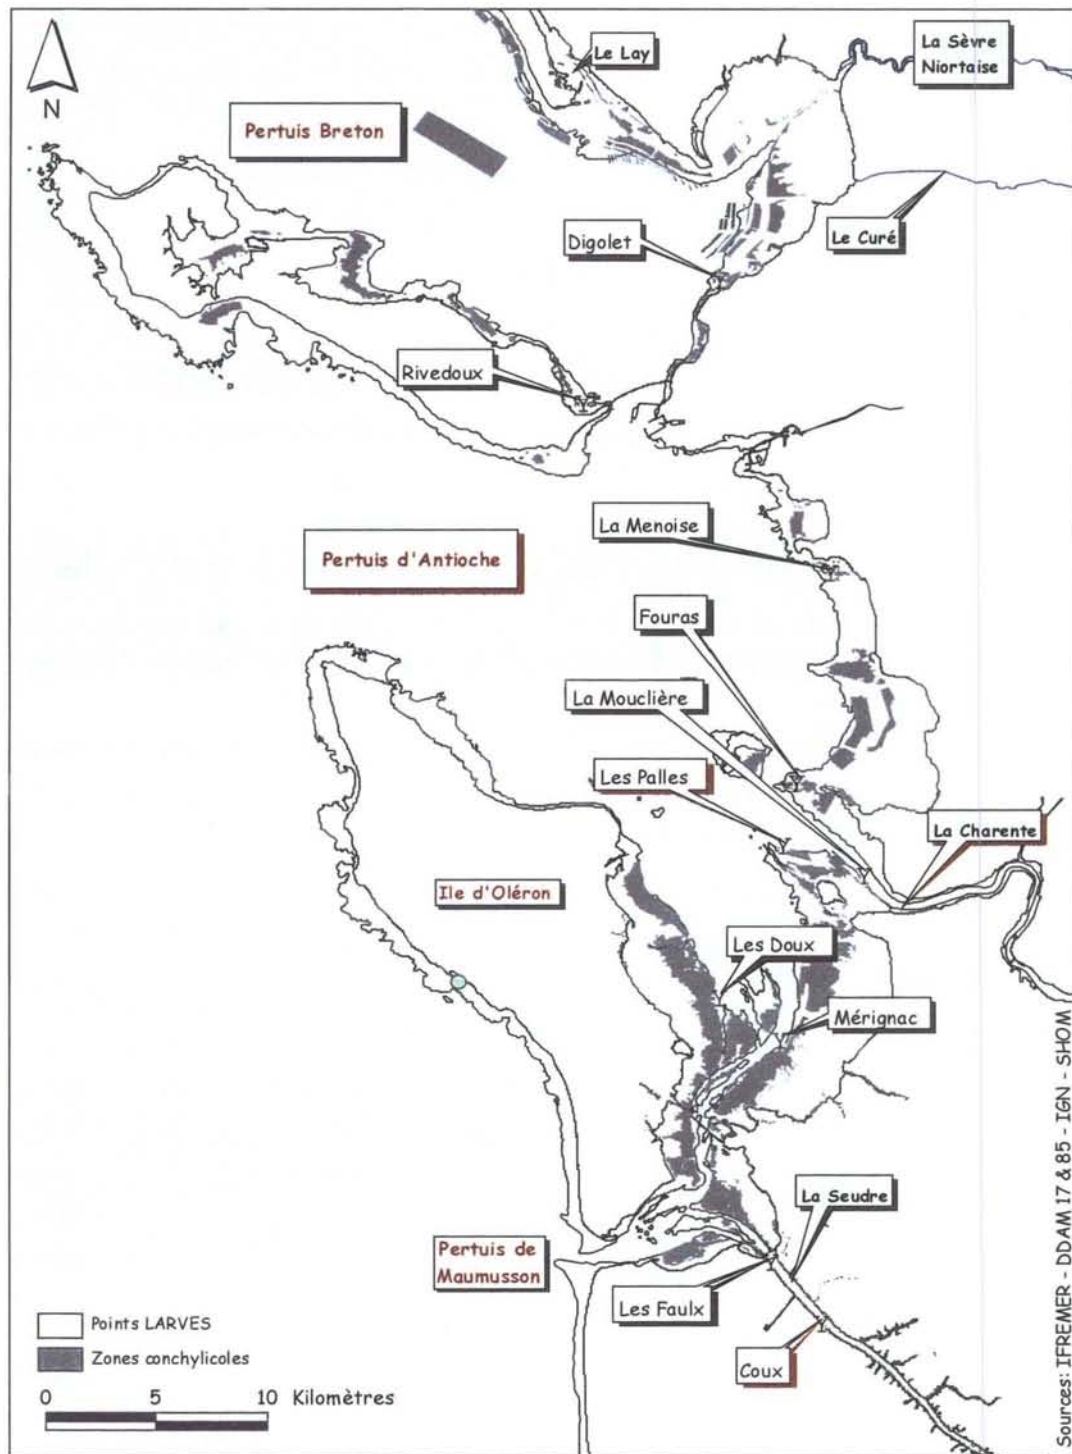 Le Lay
La Sèvre
Niortaise
N
Pertuis Breton
Digolet
Le Curé
Rivedoux
La Menoise
Pertuis d'Antioche
Fouras
La Mouclière
Les Palles
La Charente
Ile d'Oléron
Les Doux
Mérignac
La Seudre
Pertuis de
Maumusson
Les Faulx
Coux
Points LARVES
Zones conchylicoles
0 5 10 Kilomètres
Sources: IFREMER - DDAM 17 & 85 - IGN - SHOM